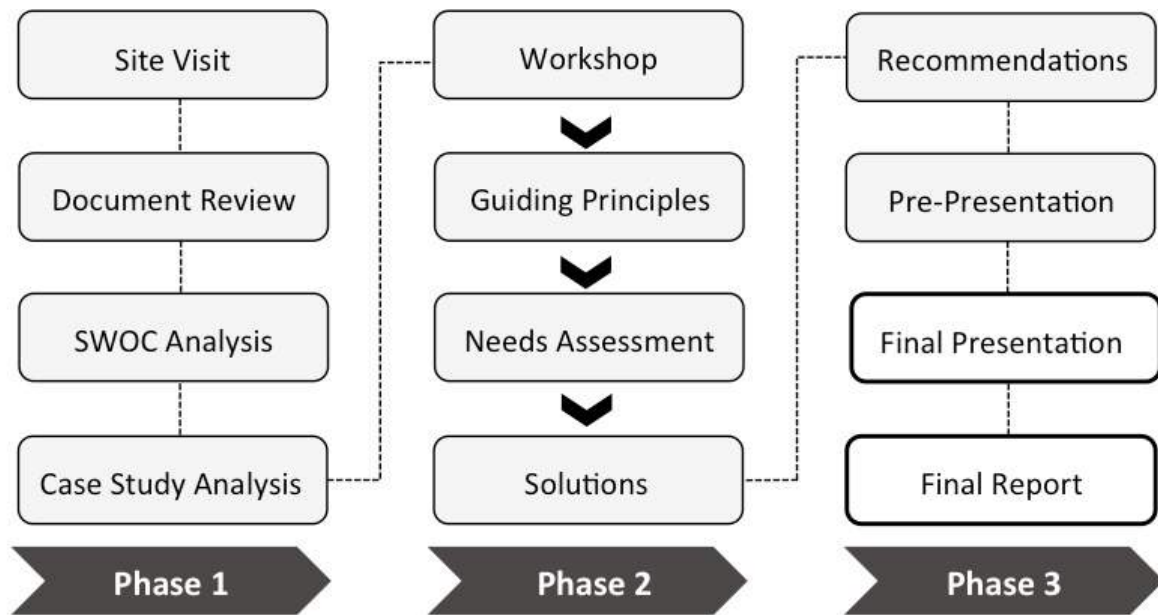 Site Visit
Document Review
SWOC Analysis
Case Study Analysis
Phase 1
Workshop
Guiding Principles
Needs Assessment
Solutions
Phase 2
Recommendations
Pre-Presentation
Final Presentation
Final Report
Phase 3